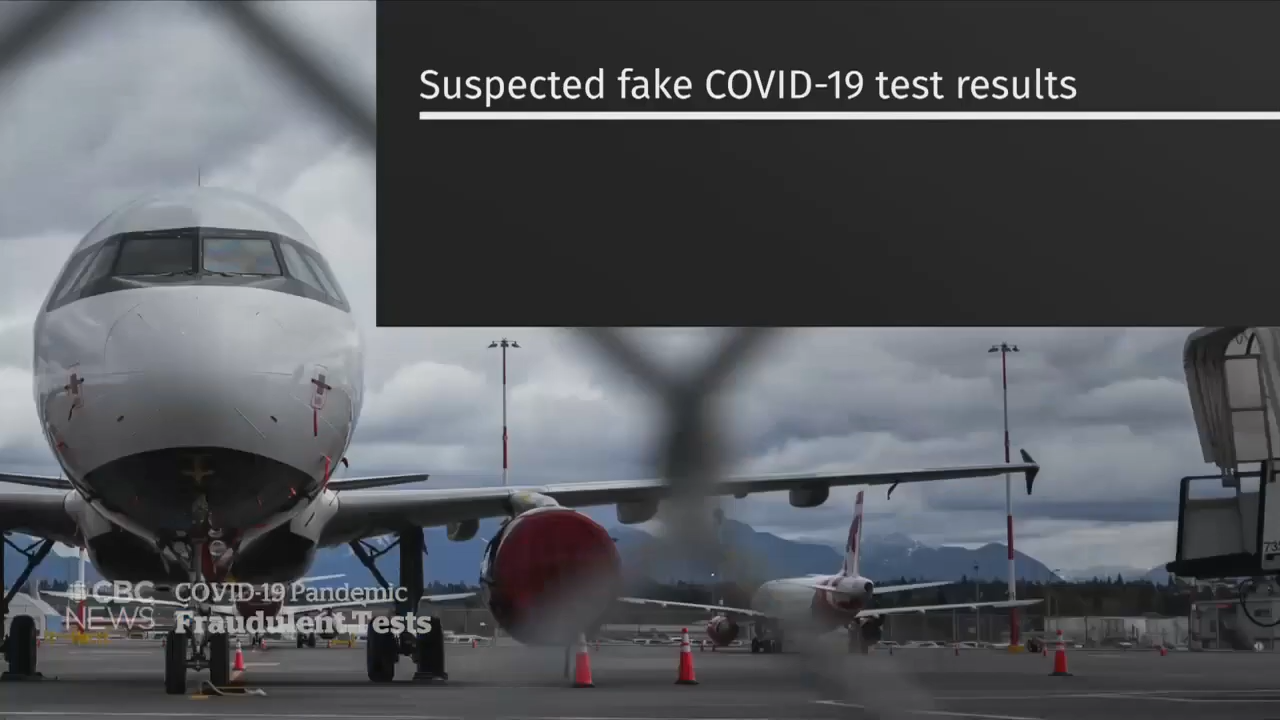 Suspected fake COVID-19 test results
CBC
NEWS
COVID-19 Pandemic
Fraudulent Tests